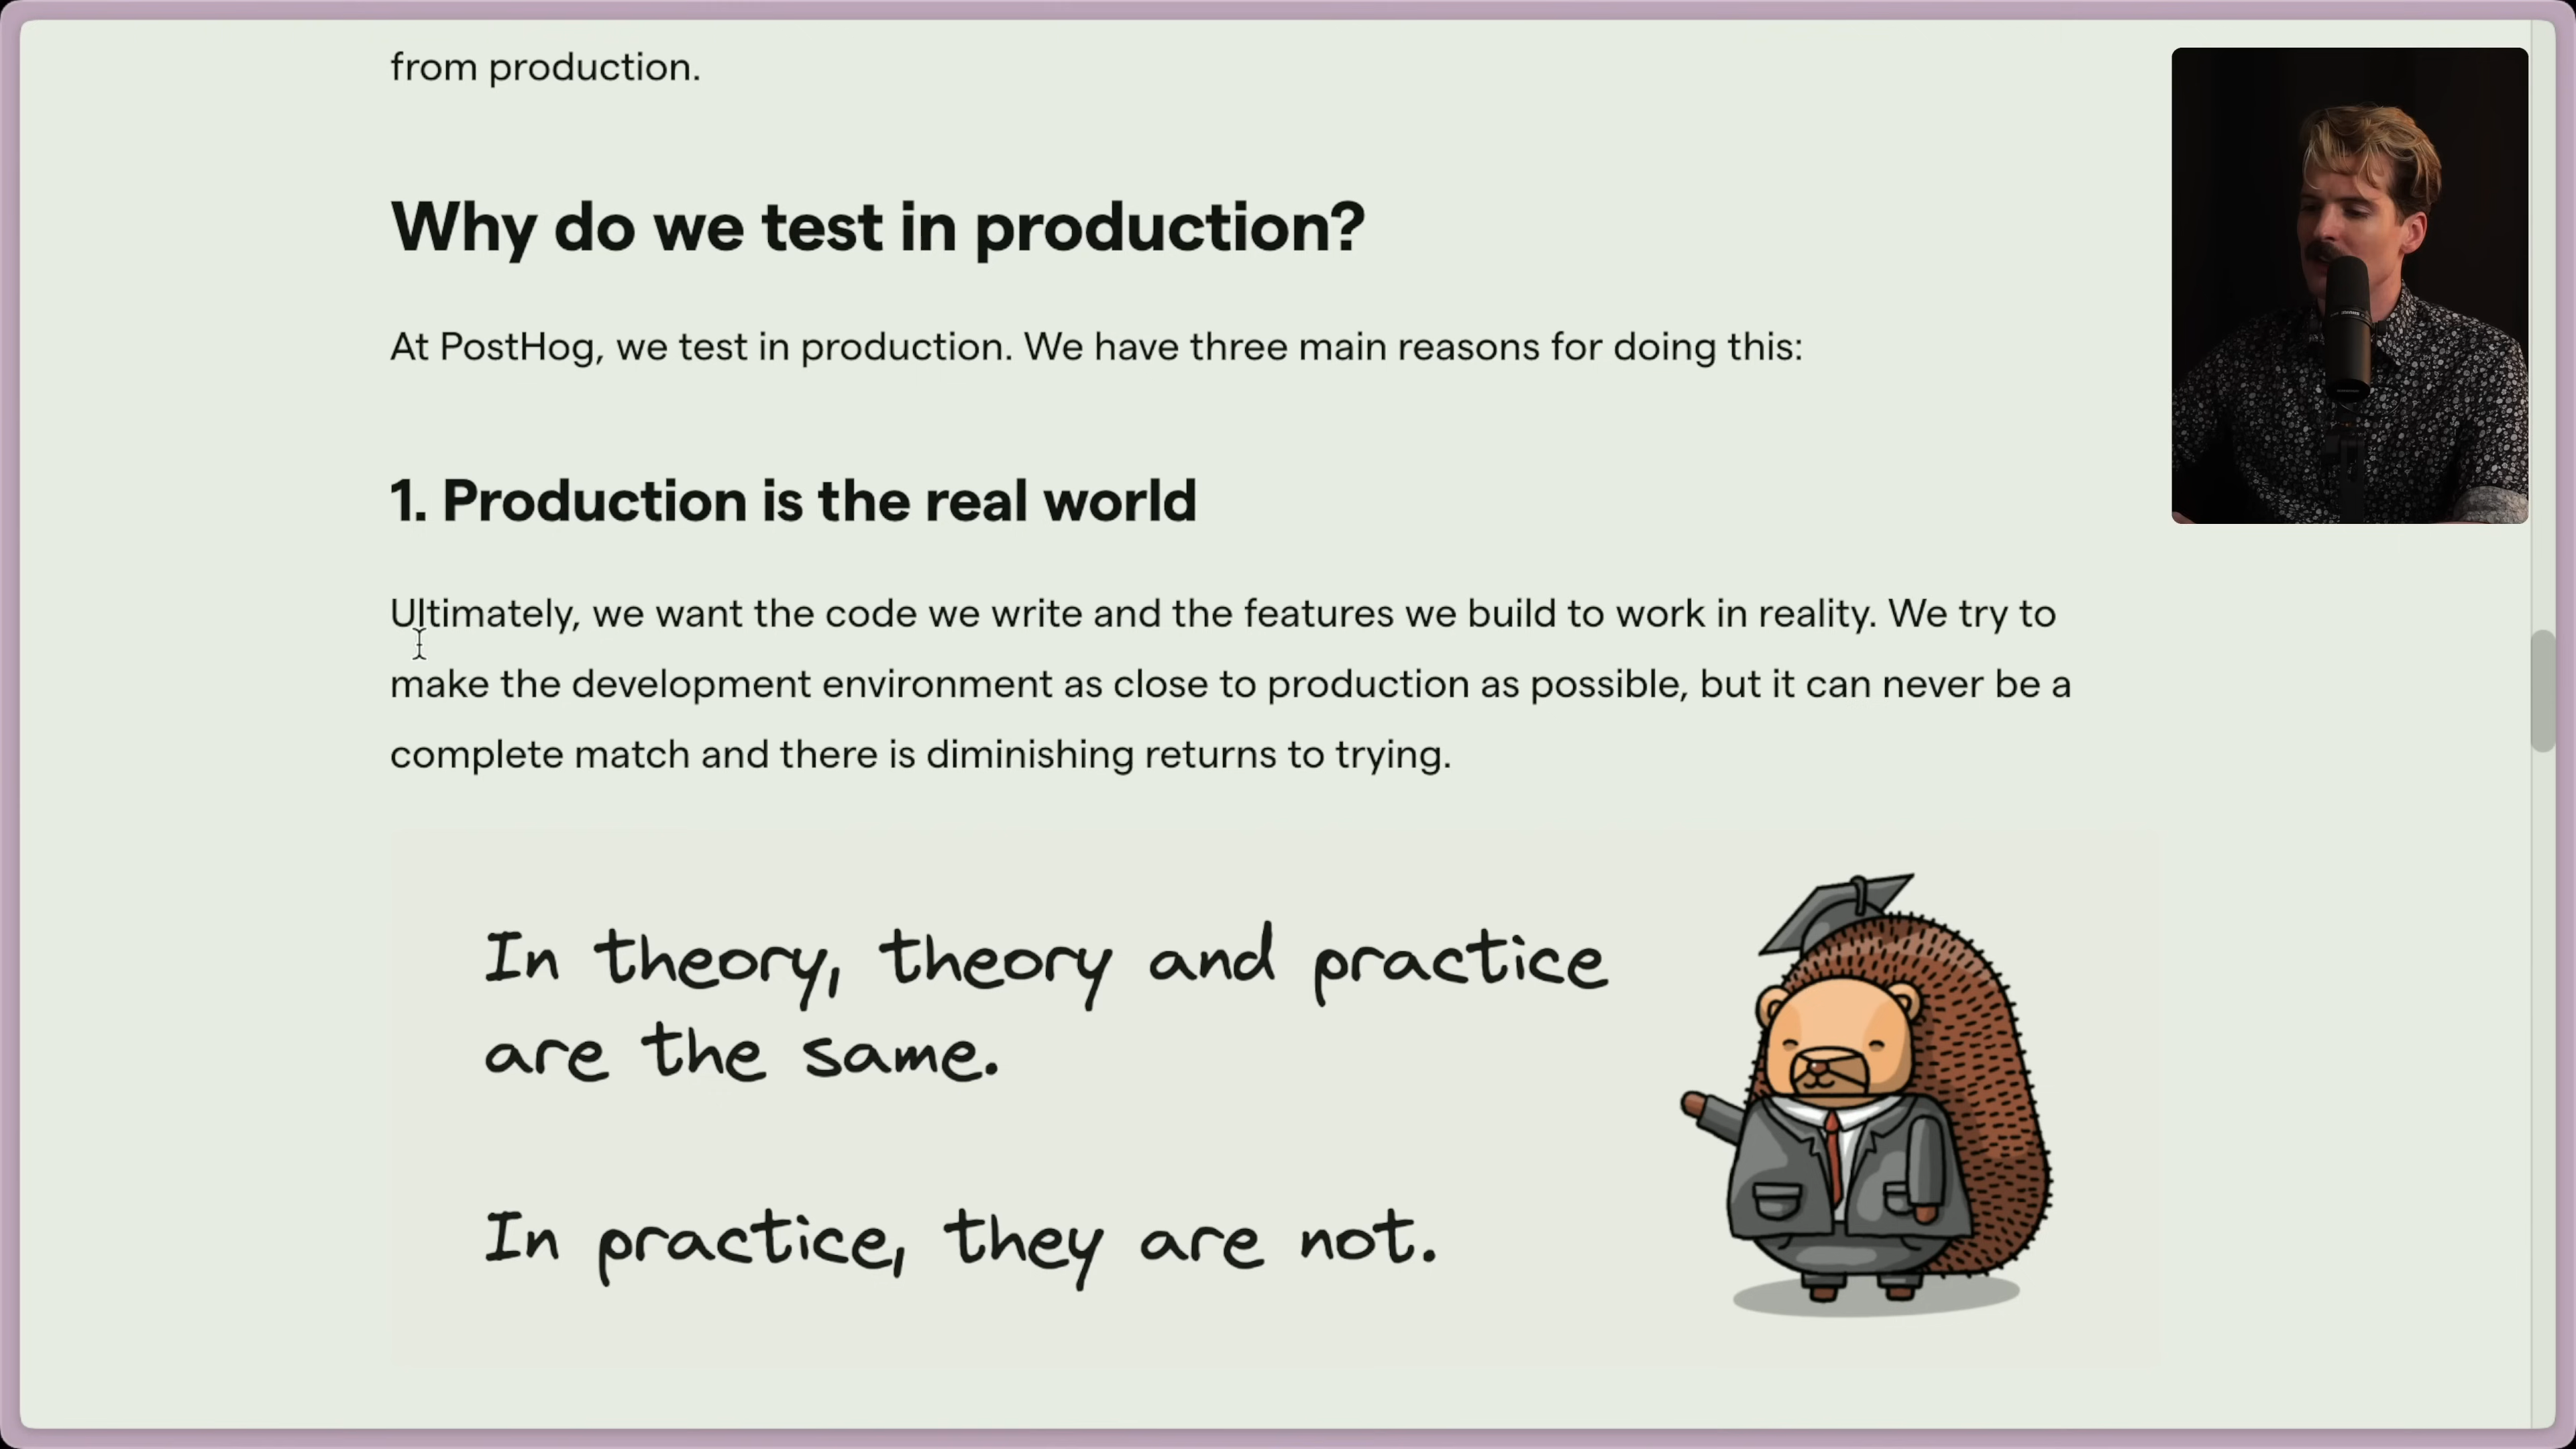 from production.
Why do we test in production?
At PostHog, we test in production. We have three main reasons for doing this:
1. Production is the real world
Ultimately, we want the code we write and the features we build to work in reality. We try to
make the development environment as close to production as possible, but it can never be a
complete match and there is diminishing returns to trying.
In theory, theory and practice
are the same.
In practice, they are not.